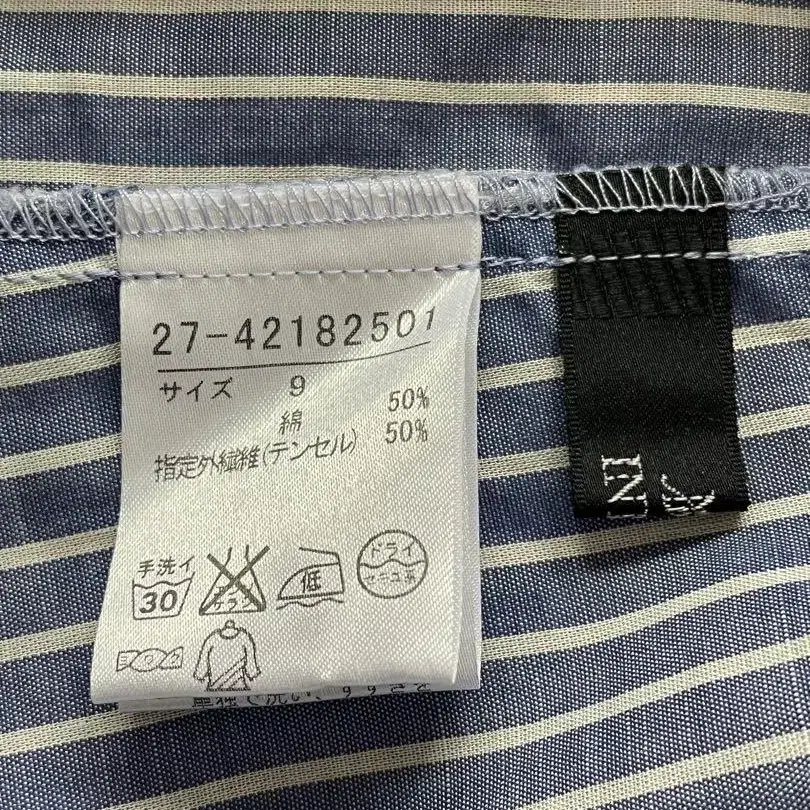 27-42182501
サイズ 9
綿 50%
指定外繊維(テンセル) 50%
手洗イ
30
低
ドライ
INI
K